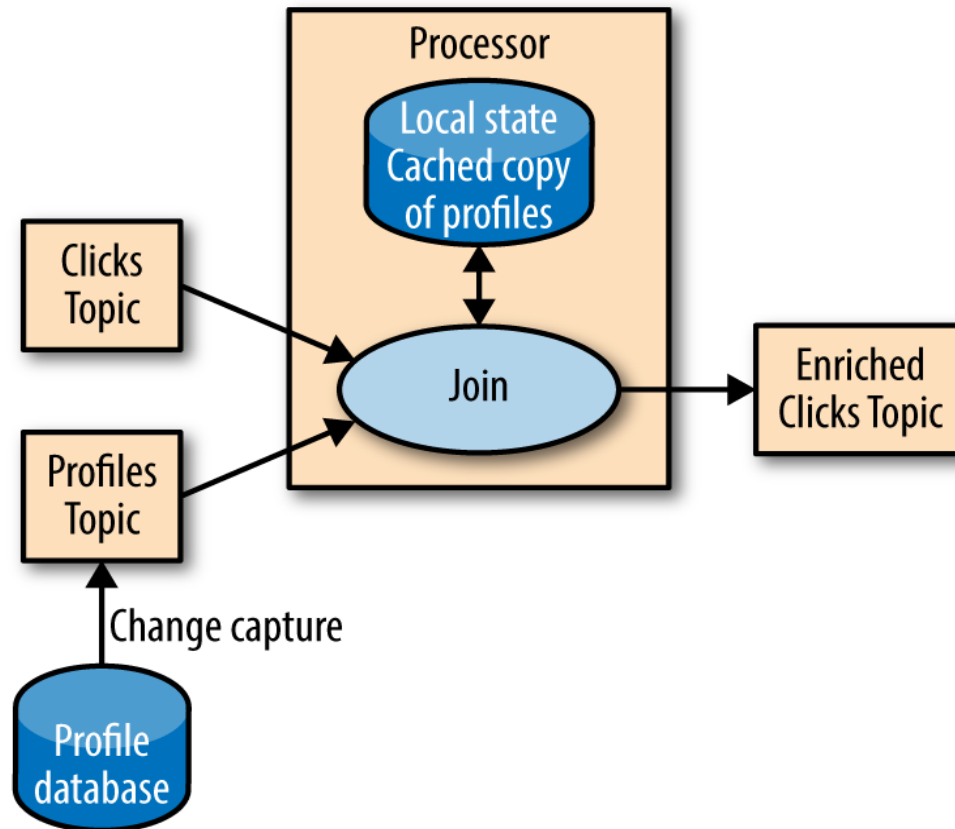 Processor
Local state
Cached copy
of profiles
Clicks
Topic
Join
Enriched
Clicks Topic
Profiles
Topic
Change capture
Profile
database